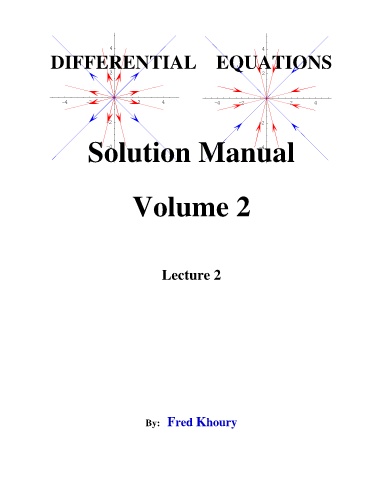 DIFFERENTIAL EQUATIONS
Solution Manual
Volume 2
Lecture 2
By: Fred Khoury